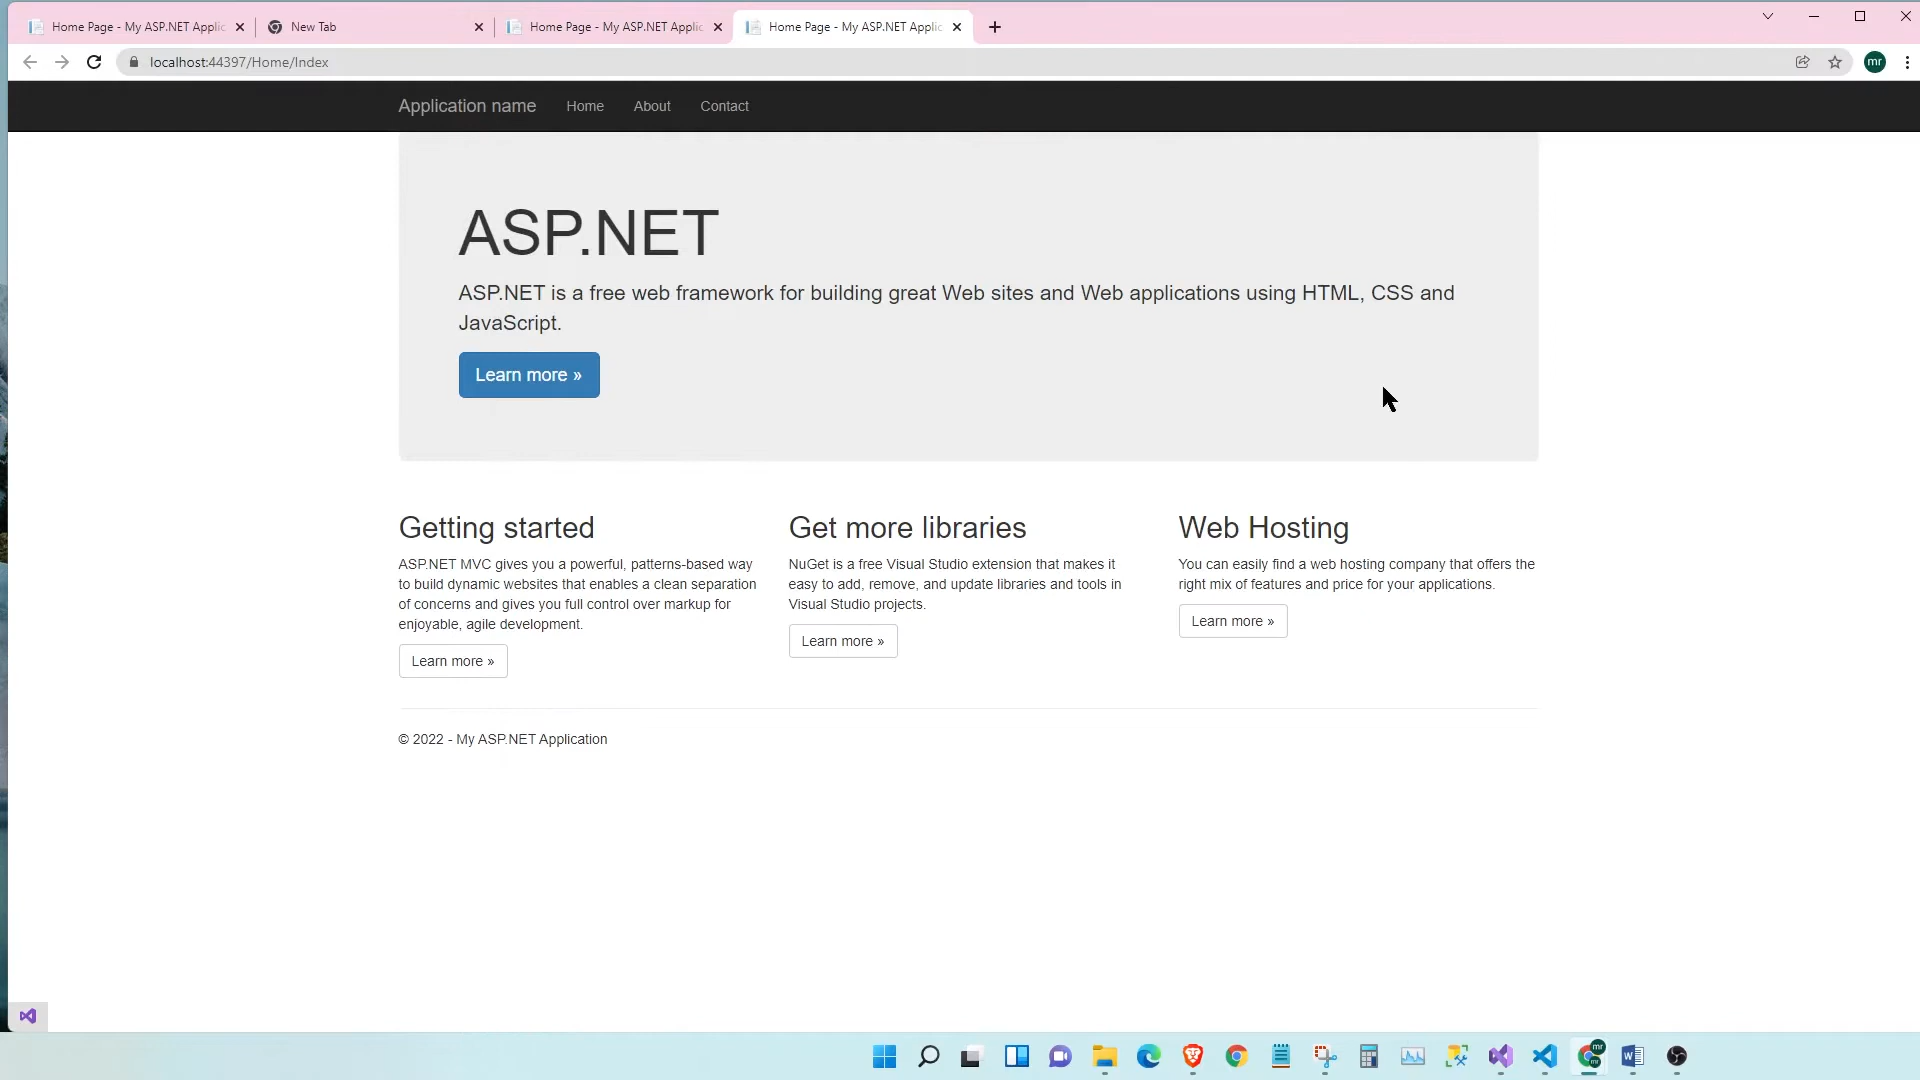 Home Page - My ASP.NET Applic
New Tab
Home Page - My ASP.NET Applic
Home Page - My ASP.NET Applic
localhost:44397/Home/Index
mr
Application name
Home
About
Contact
ASP.NET
ASP.NET is a free web framework for building great Web sites and Web applications using HTML, CSS and
JavaScript.
Learn more »
Getting started
ASP.NET MVC gives you a powerful, patterns-based way
to build dynamic websites that enables a clean separation
of concerns and gives you full control over markup for
enjoyable, agile development.
Learn more »
Get more libraries
NuGet is a free Visual Studio extension that makes it
easy to add, remove, and update libraries and tools in
Visual Studio projects.
Learn more »
Web Hosting
You can easily find a web hosting company that offers the
right mix of features and price for your applications.
Learn more »
© 2022 - My ASP.NET Application
mr